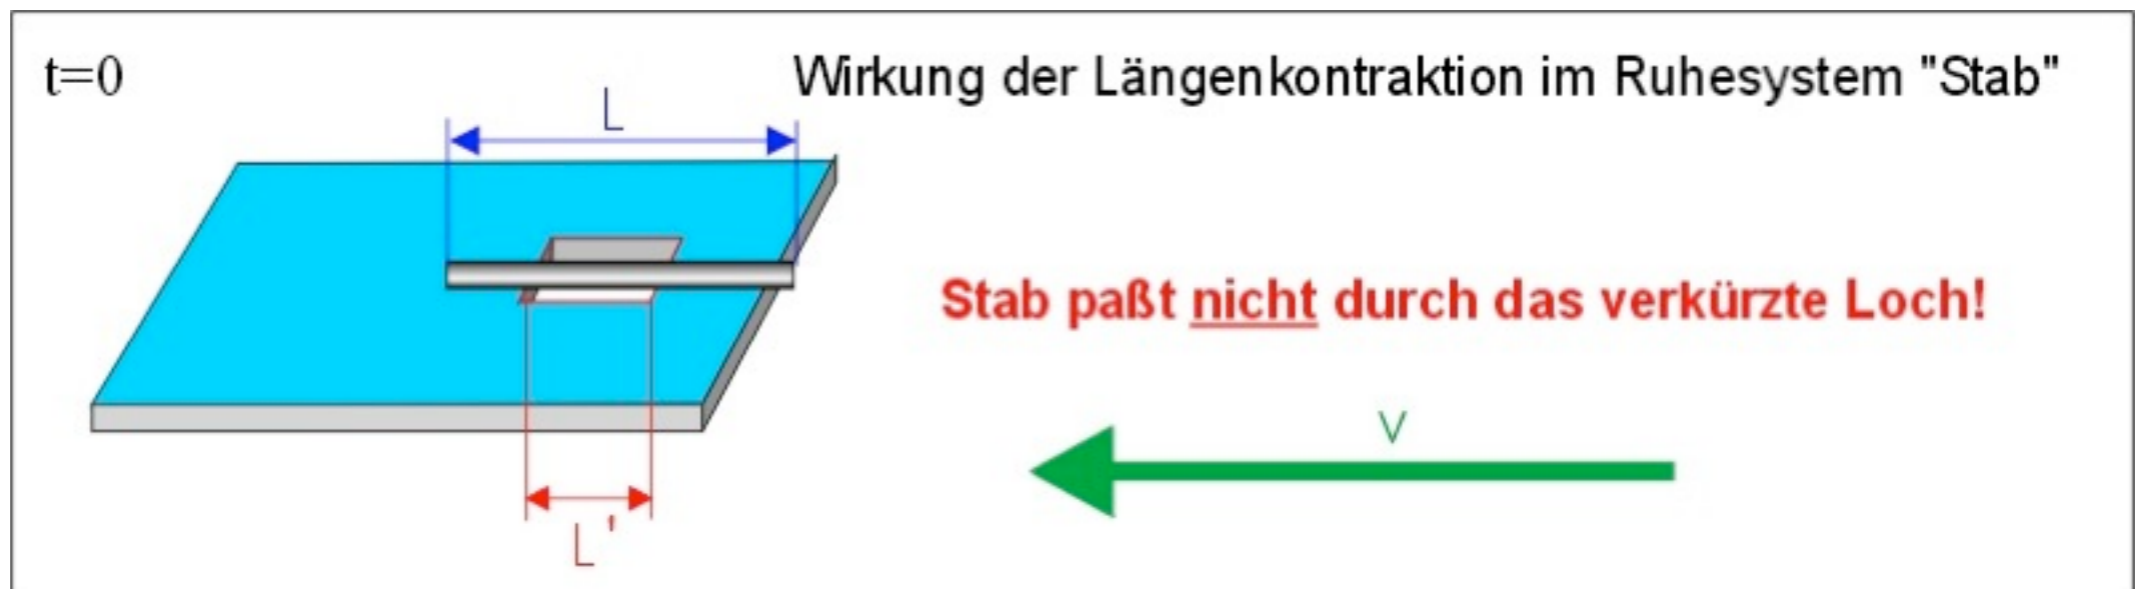 t=0
Wirkung der Längenkontraktion im Ruhesystem "Stab"
L
Stab paßt nicht durch das verkürzte Loch!
v
L'